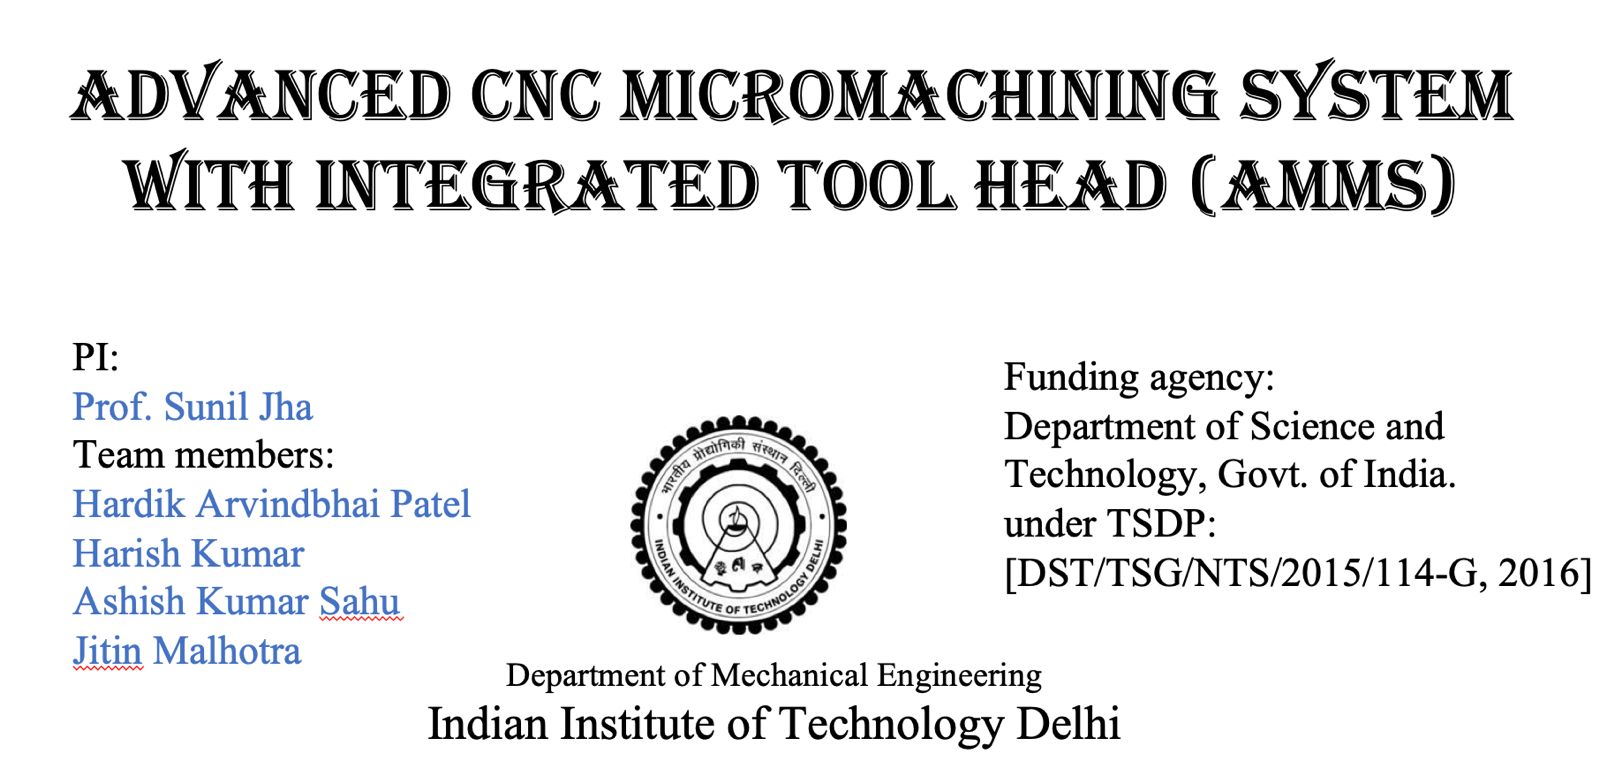 ADVANCED CNC MICROMACHINING SYSTEM
WITH INTEGRATED TOOL HEAD (AMMS)
PI:
Prof. Sunil Jha
Team members:
Hardik Arvindbhai Patel
Harish Kumar
Ashish Kumar Sahu
Jitin Malhotra
भारतीय प्रौद्योगिकी संस्थान दिल्ली
INDIAN INSTITUTE OF TECHNOLOGY DELHI
Department of Mechanical Engineering
Indian Institute of Technology Delhi
Funding agency:
Department of Science and
Technology, Govt. of India.
under TSDP:
[DST/TSG/NTS/2015/114-G, 2016]